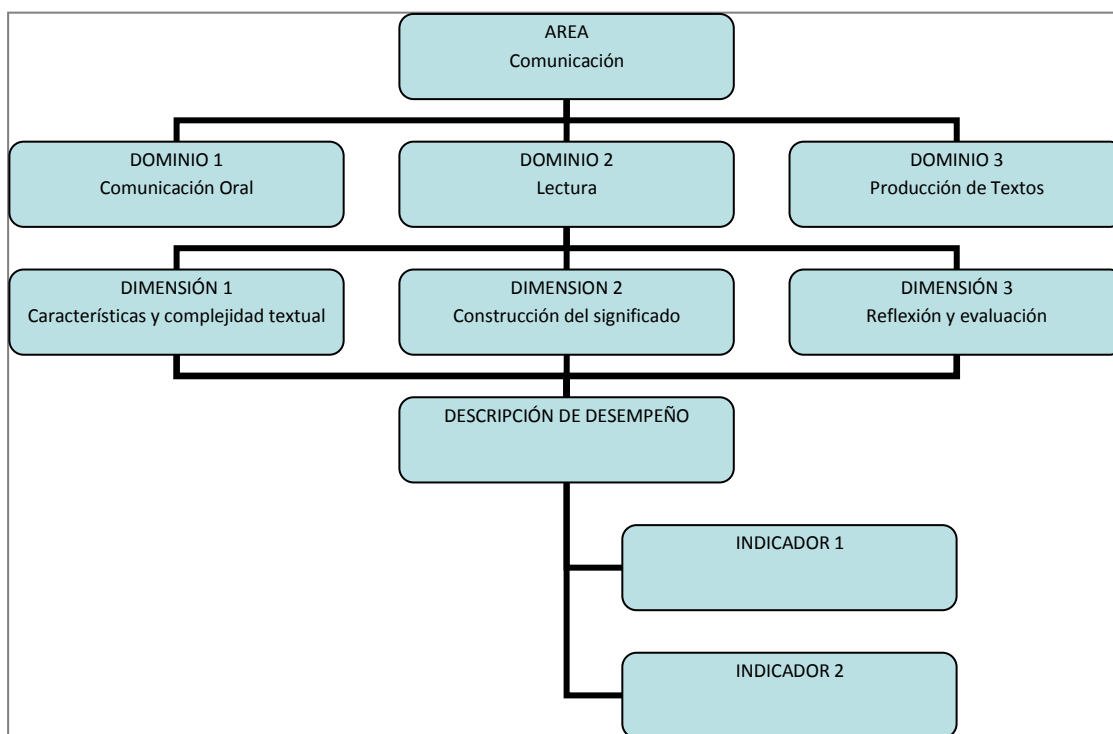 AREA
Comunicación
DOMINIO 1
Comunicación Oral
DOMINIO 2
Lectura
DOMINIO 3
Producción de Textos
DIMENSIÓN 1
Características y complejidad textual
DIMENSION 2
Construcción del significado
DIMENSIÓN 3
Reflexión y evaluación
DESCRIPCIÓN DE DESEMPEÑO
INDICADOR 1
INDICADOR 2